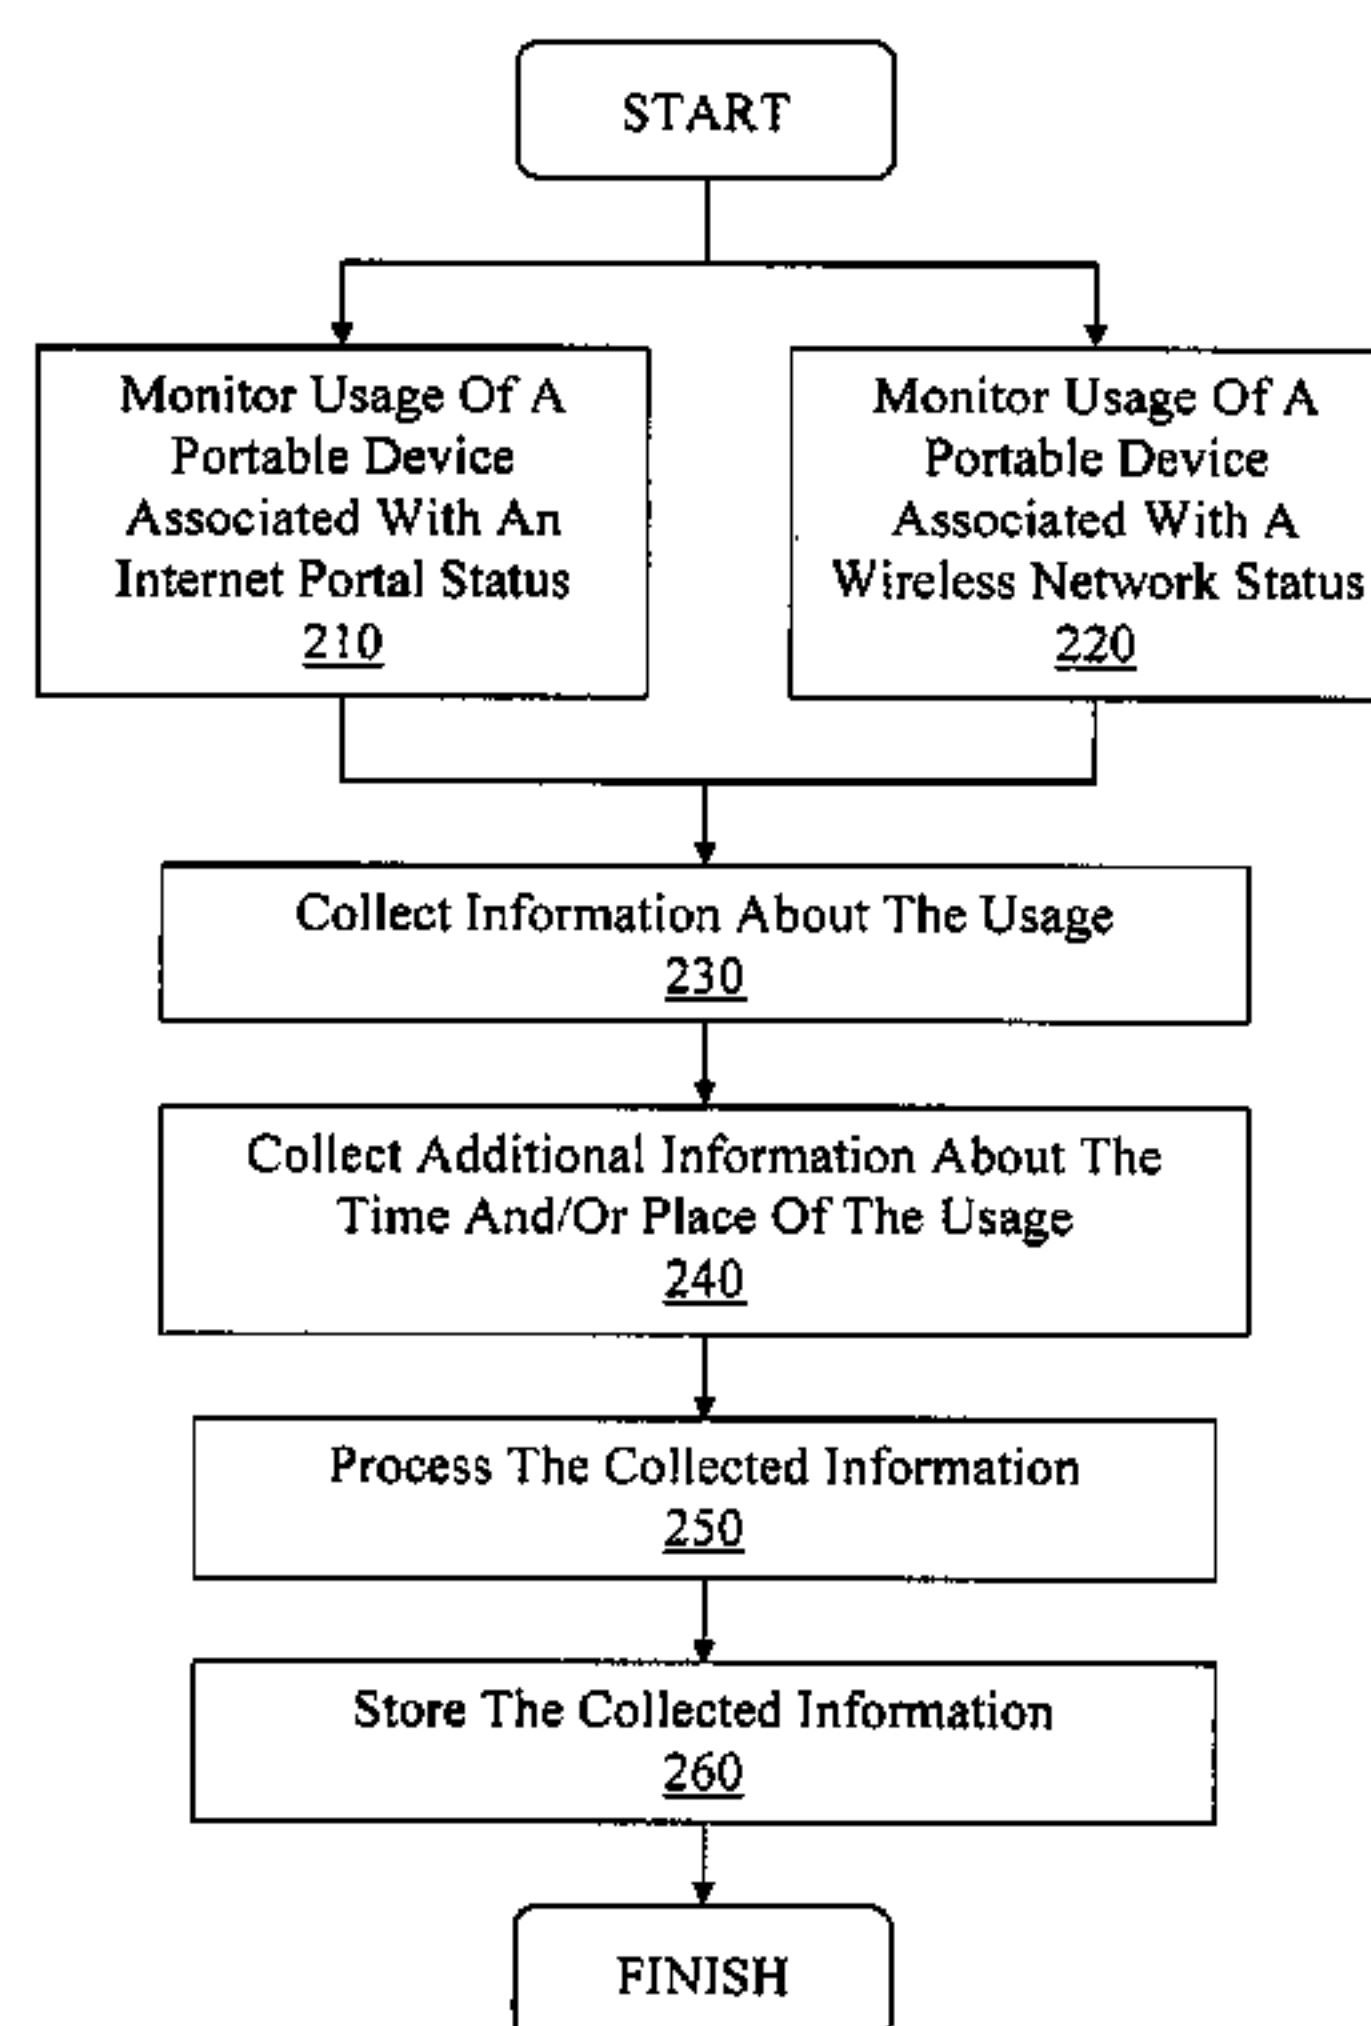 START
Monitor Usage Of A
Portable Device
Associated With An
Internet Portal Status
210
Monitor Usage Of A
Portable Device
Associated With A
Wireless Network Status
220
Collect Information About The Usage
230
Collect Additional Information About The
Time And/Or Place Of The Usage
240
Process The Collected Information
250
Store The Collected Information
260
FINISH